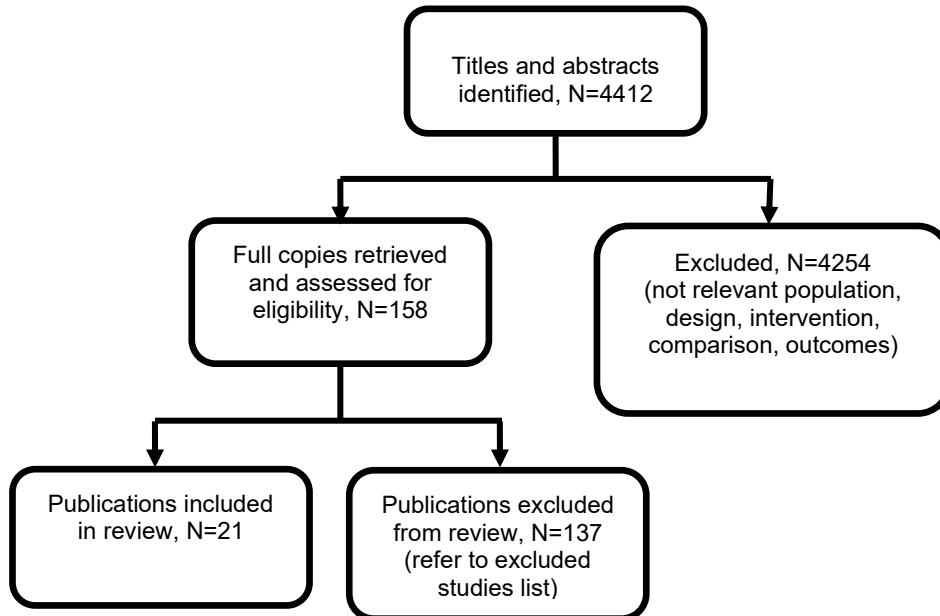 Titles and abstracts
identified, N=4412
Full copies retrieved
and assessed for
eligibility, N=158
Excluded, N=4254
(not relevant population,
design, intervention,
comparison, outcomes)
Publications included
in review, N=21
Publications excluded
from review, N=137
(refer to excluded
studies list)